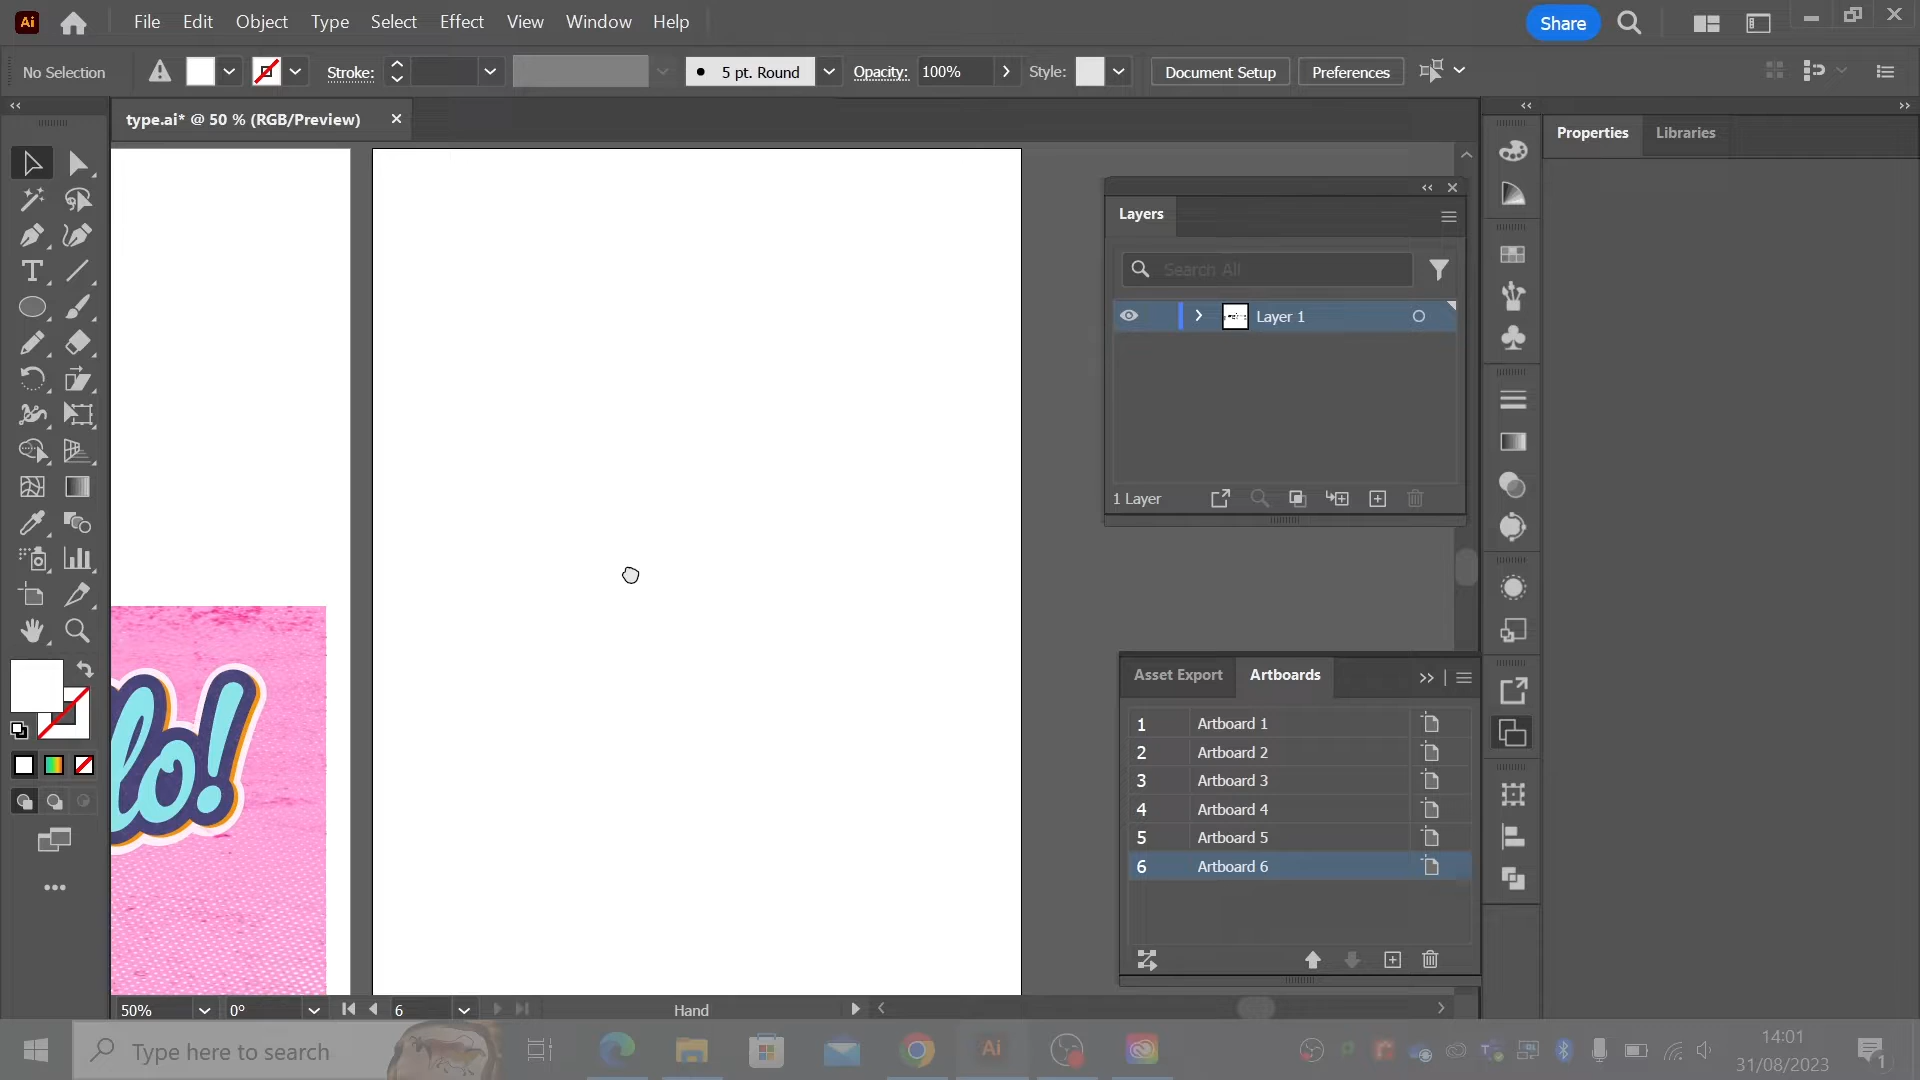 Ai File Edit Object Type Select Effect View Window Help Share
No Selection Stroke: 5 pt. Round Opacity: 100% Style: Document Setup Preferences
type.ai* @ 50 % (RGB/Preview)
Properties Libraries
Layers
Search All
Layer 1
1 Layer
lo!
Asset Export Artboards
1 Artboard 1
2 Artboard 2
3 Artboard 3
4 Artboard 4
5 Artboard 5
6 Artboard 6
50% 0° 6 Hand
Type here to search
Ai
14:01
31/08/2023
1